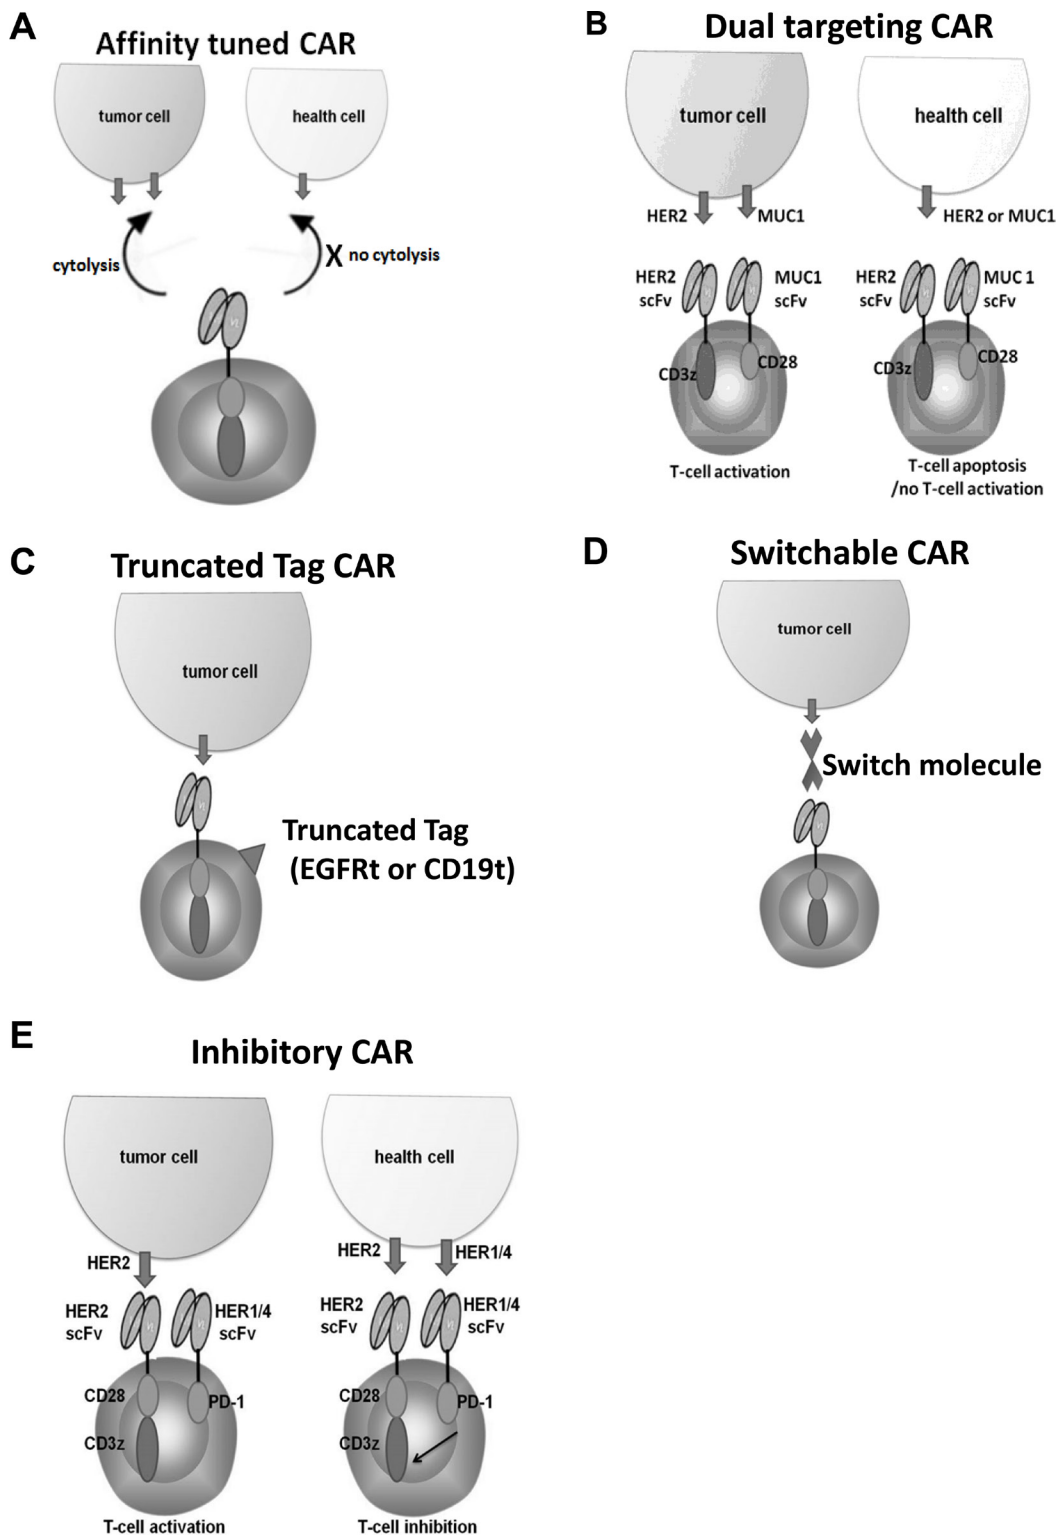 A
Affinity tuned CAR
tumor cell
health cell
cytolysis
X no cytolysis
B
Dual targeting CAR
tumor cell
health cell
HER2
MUC1
HER2 or MUC1
HER2
scFv
MUC1
scFv
HER2
scFv
MUC 1
scFv
CD3z
CD28
CD3z
CD28
T-cell activation
T-cell apoptosis
/no T-cell activation
C
Truncated Tag CAR
tumor cell
Truncated Tag
(EGFRt or CD19t)
D
Switchable CAR
tumor cell
Switch molecule
E
Inhibitory CAR
tumor cell
health cell
HER2
HER2
HER1/4
HER2
scFv
HER1/4
scFv
HER2
scFv
HER1/4
scFv
CD28
PD-1
CD28
PD-1
CD3z
CD3z
T-cell activation
T-cell inhibition